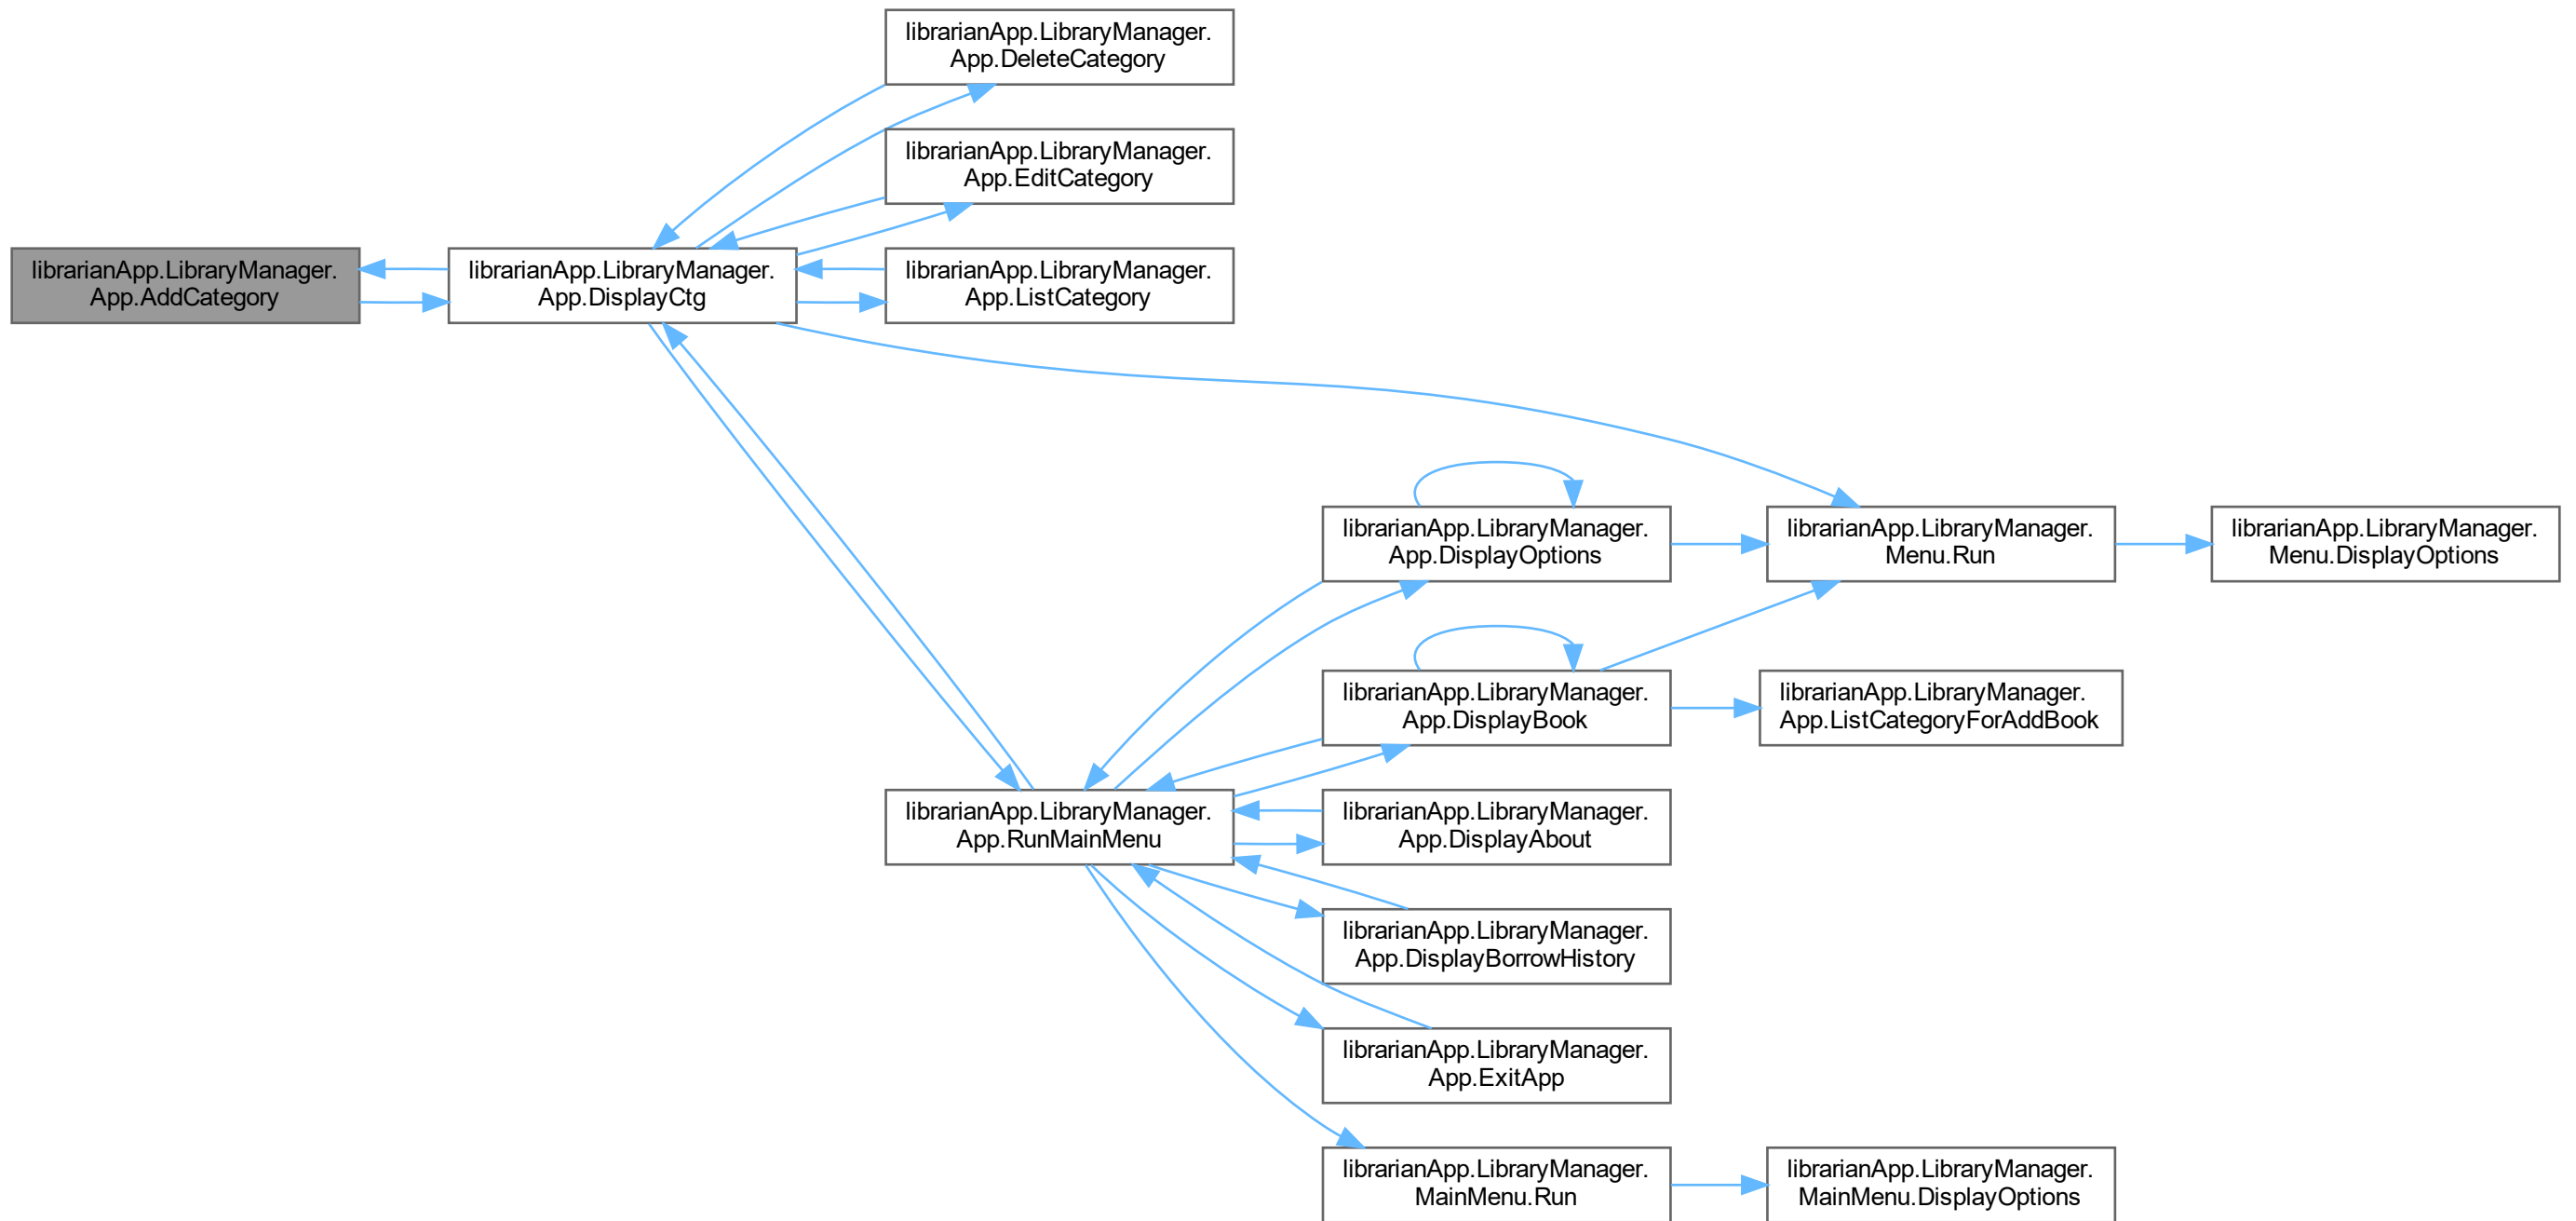 librarianApp.LibraryManager.
App.DeleteCategory
librarianApp.LibraryManager.
App.EditCategory
librarianApp.LibraryManager.
App.AddCategory
librarianApp.LibraryManager.
App.DisplayCtg
librarianApp.LibraryManager.
App.ListCategory
librarianApp.LibraryManager.
App.DisplayOptions
librarianApp.LibraryManager.
Menu.Run
librarianApp.LibraryManager.
Menu.DisplayOptions
librarianApp.LibraryManager.
App.DisplayBook
librarianApp.LibraryManager.
App.ListCategoryForAddBook
librarianApp.LibraryManager.
App.RunMainMenu
librarianApp.LibraryManager.
App.DisplayAbout
librarianApp.LibraryManager.
App.DisplayBorrowHistory
librarianApp.LibraryManager.
App.ExitApp
librarianApp.LibraryManager.
MainMenu.Run
librarianApp.LibraryManager.
MainMenu.DisplayOptions